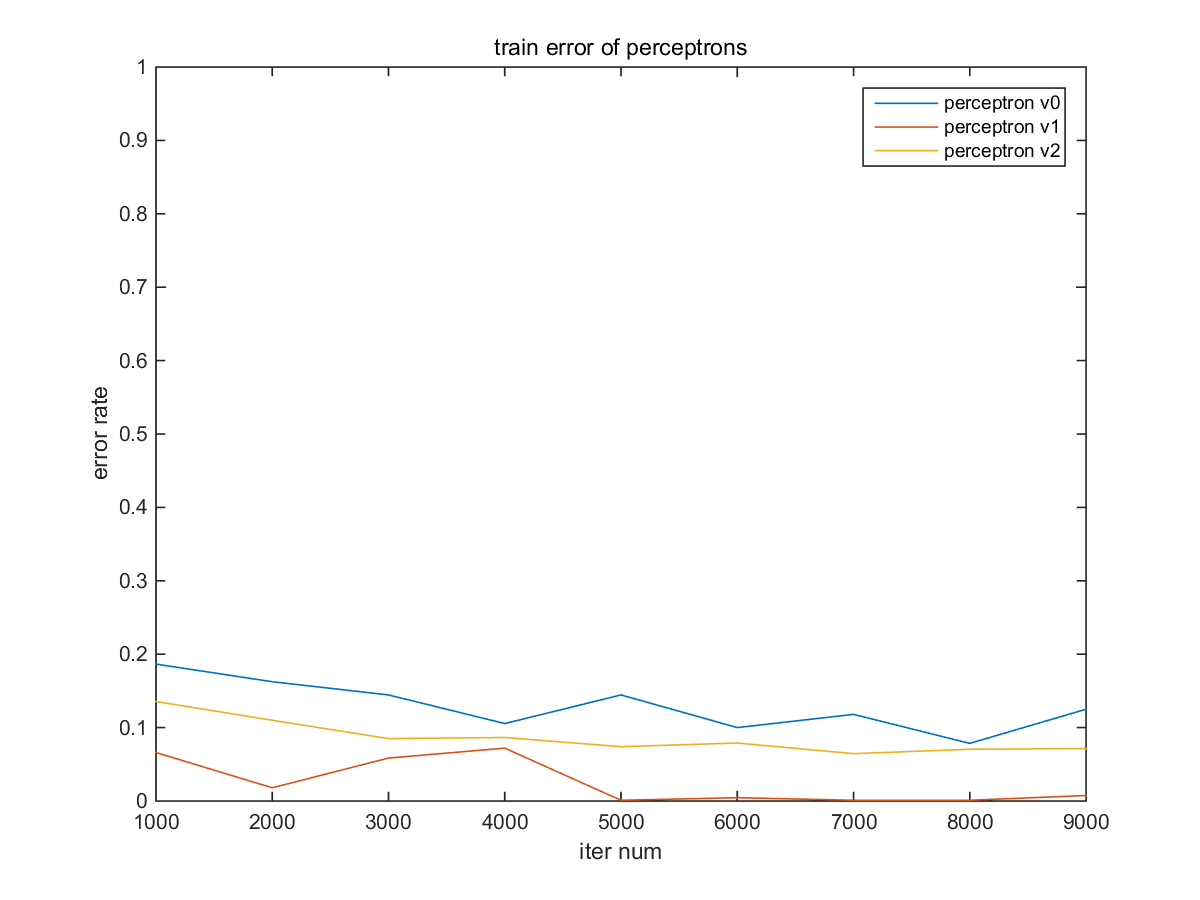 train error of perceptrons
1
0.9
0.8
0.7
0.6
0.5
0.4
0.3
0.2
0.1
0
error rate
perceptron v0
perceptron v1
perceptron v2
1000 2000 3000 4000 5000 6000 7000 8000 9000
iter num